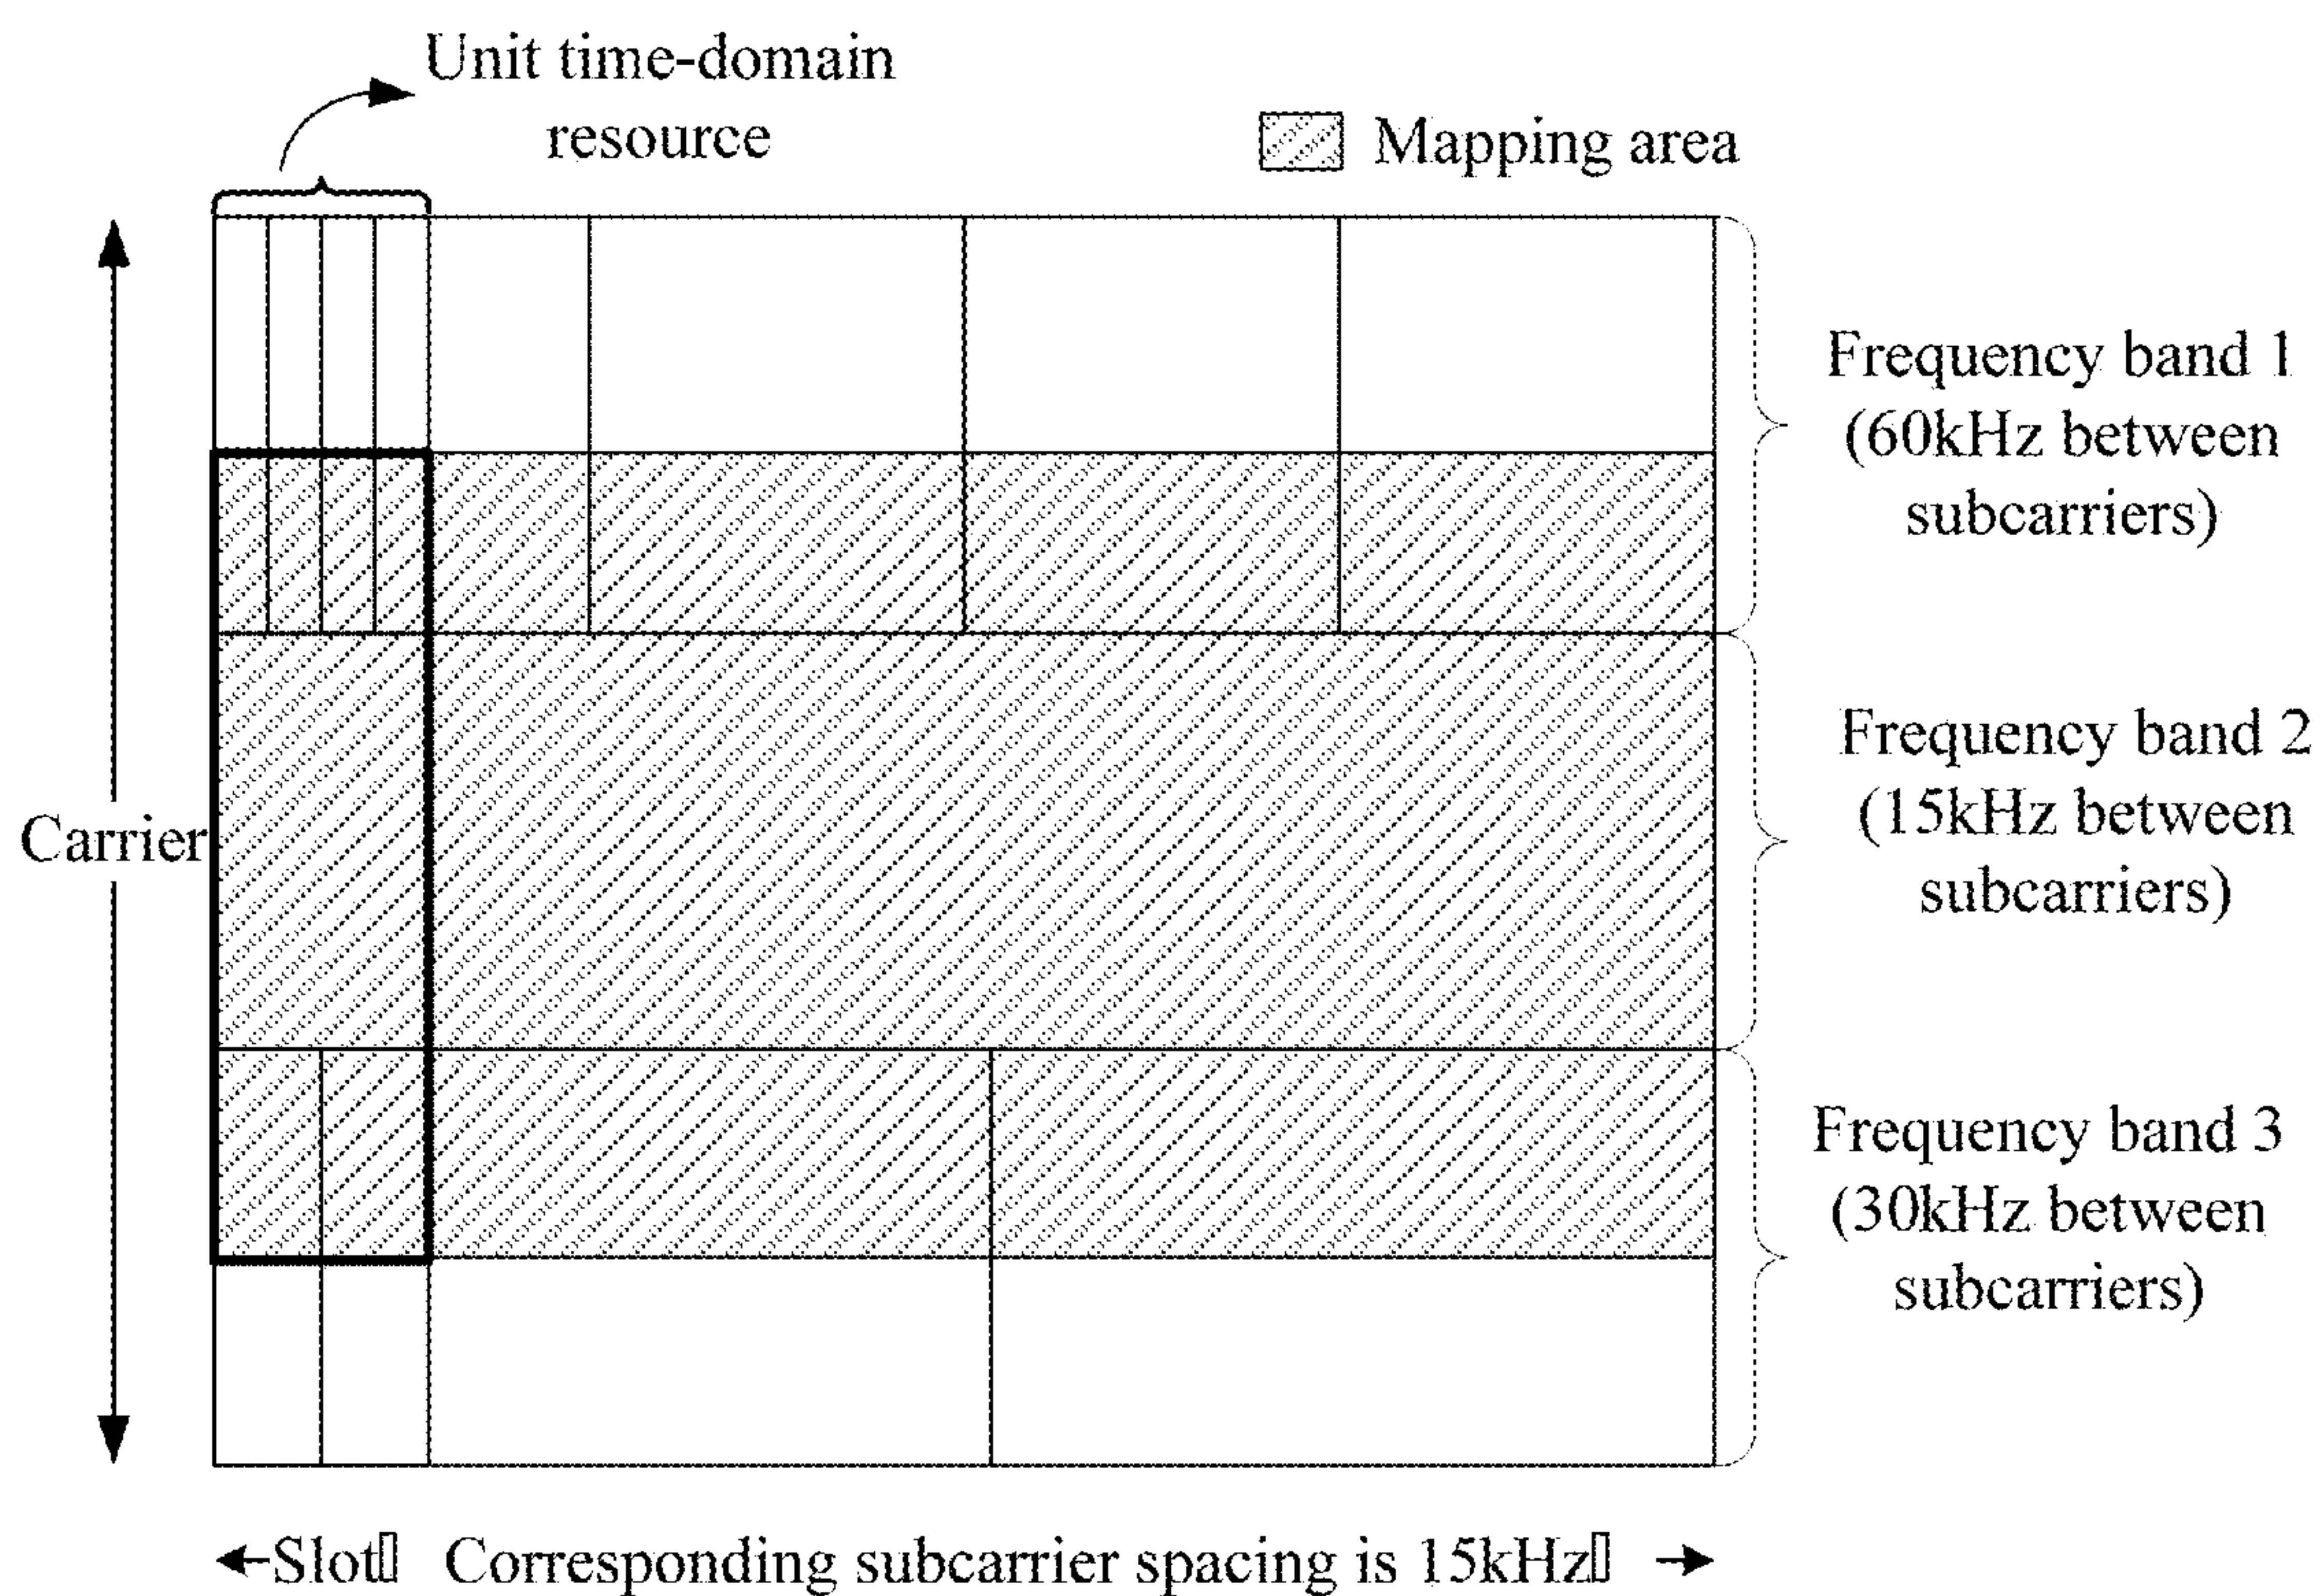 Unit time-domain
resource
Mapping area
Frequency band 1
(60kHz between
subcarriers)
Carrier
Frequency band 2
(15kHz between
subcarriers)
Frequency band 3
(30kHz between
subcarriers)
Slot▯ Corresponding subcarrier spacing is 15kHz▯